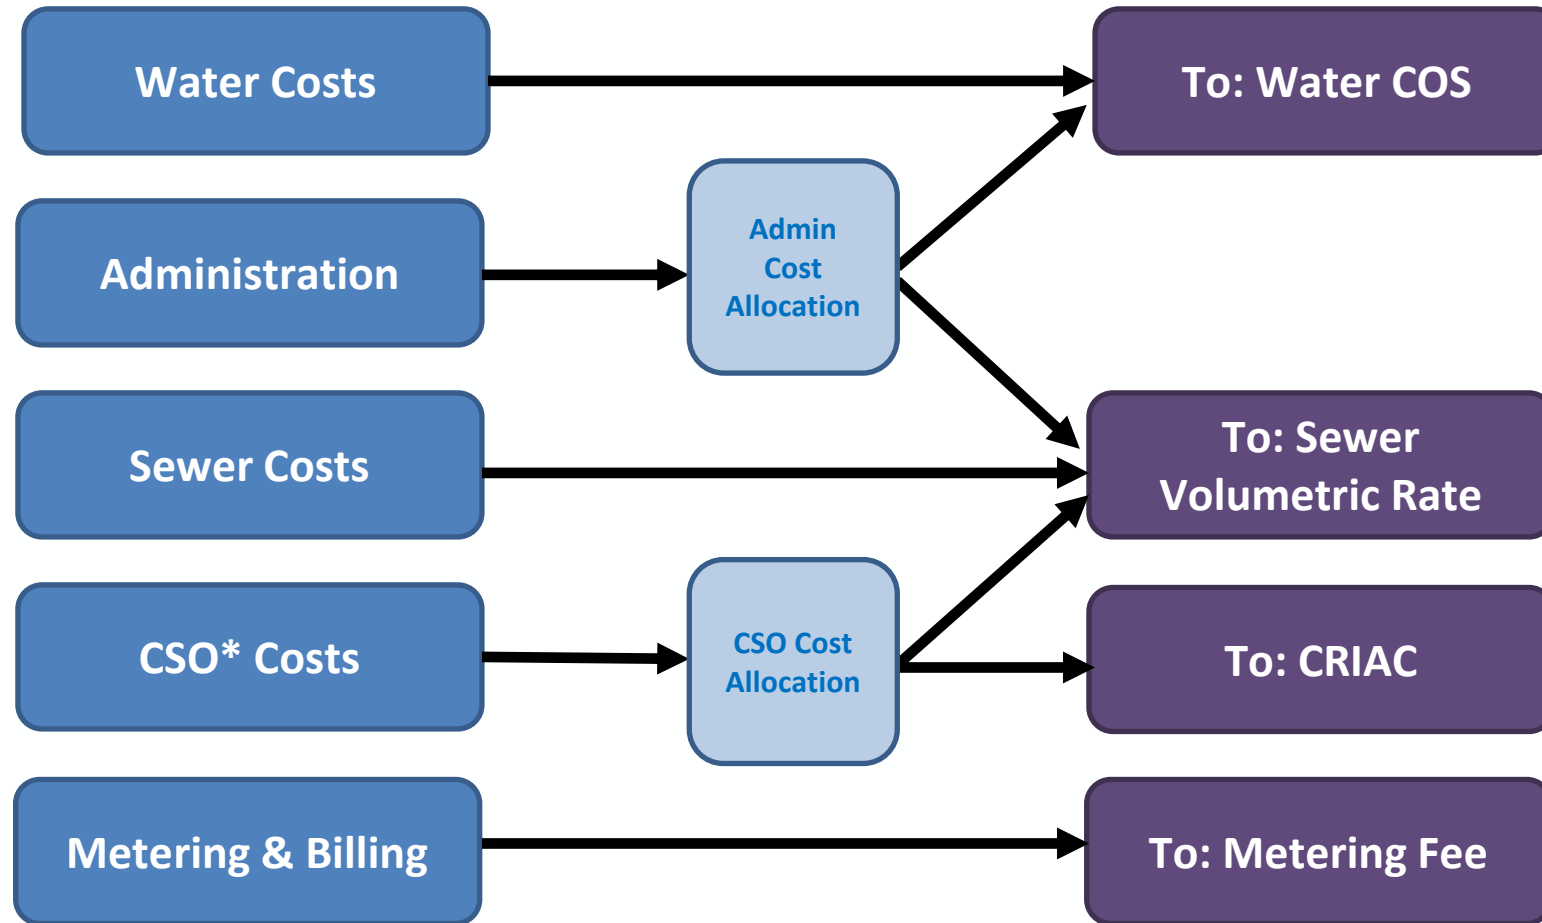 Water Costs
To: Water COS
Administration
Admin
Cost
Allocation
Sewer Costs
To: Sewer
Volumetric Rate
CSO* Costs
CSO Cost
Allocation
To: CRIAC
Metering & Billing
To: Metering Fee